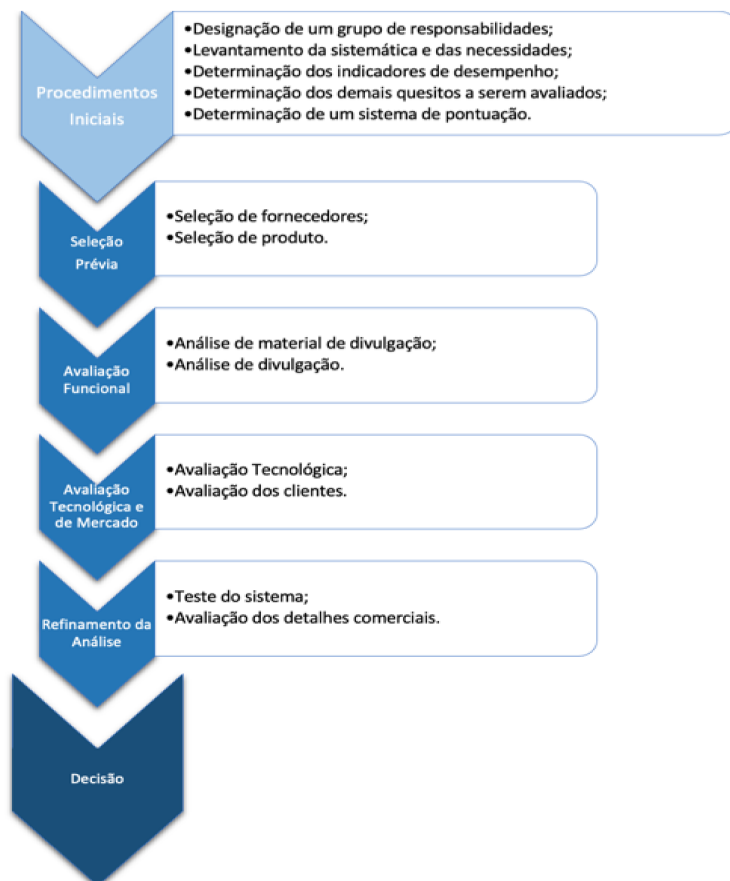 Procedimentos
Iniciais
•Designação de um grupo de responsabilidades;
•Levantamento da sistemática e das necessidades;
•Determinação dos indicadores de desempenho;
•Determinação dos demais quesitos a serem avaliados;
•Determinação de um sistema de pontuação.
Seleção
Prévia
•Seleção de fornecedores;
•Seleção de produto.
Avaliação
Funcional
•Análise de material de divulgação;
•Análise de divulgação.
Avaliação
Tecnológica e
de Mercado
•Avaliação Tecnológica;
•Avaliação dos clientes.
Refinamento da
Análise
•Teste do sistema;
•Avaliação dos detalhes comerciais.
Decisão